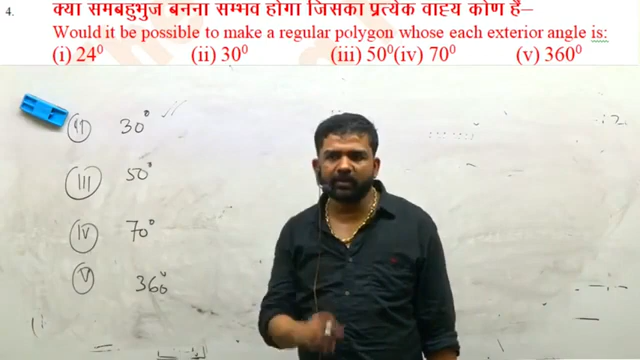 4. क्या समबहुभुज बनना सम्भव होगा जिसका प्रत्येक वाह्य कोण है–
Would it be possible to make a regular polygon whose each exterior angle is:
(i) 24⁰ (ii) 30⁰ (iii) 50⁰(iv) 70⁰ (v) 360⁰
(ii) 30°
(iii) 50°
(iv) 70°
(v) 360°